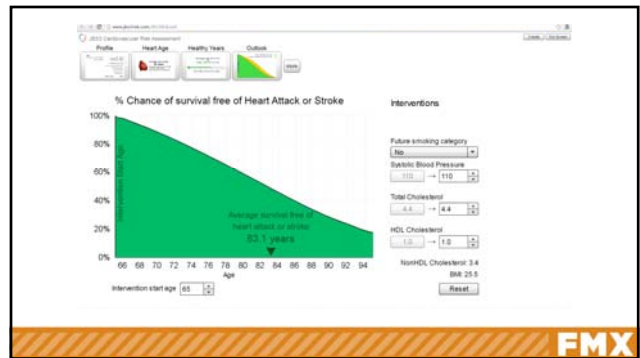 JBS3 Cardiovascular Risk Assessment
Profile
Heart Age
Healthy Years
Outlook
% Chance of survival free of Heart Attack or Stroke
100%
80%
60%
40%
20%
0%
Intervention Start Age
Average survival free of
heart attack or stroke
83.1 years
66 68 70 72 74 76 78 80 82 84 86 88 90 92 94
Age
Intervention start age 65
Interventions
Future smoking category
No
Systolic Blood Pressure
110 → 110
Total Cholesterol
4.4 → 4.4
HDL Cholesterol
1.0 → 1.0
NonHDL Cholesterol: 3.4
BMI: 25.5
Reset
FMX